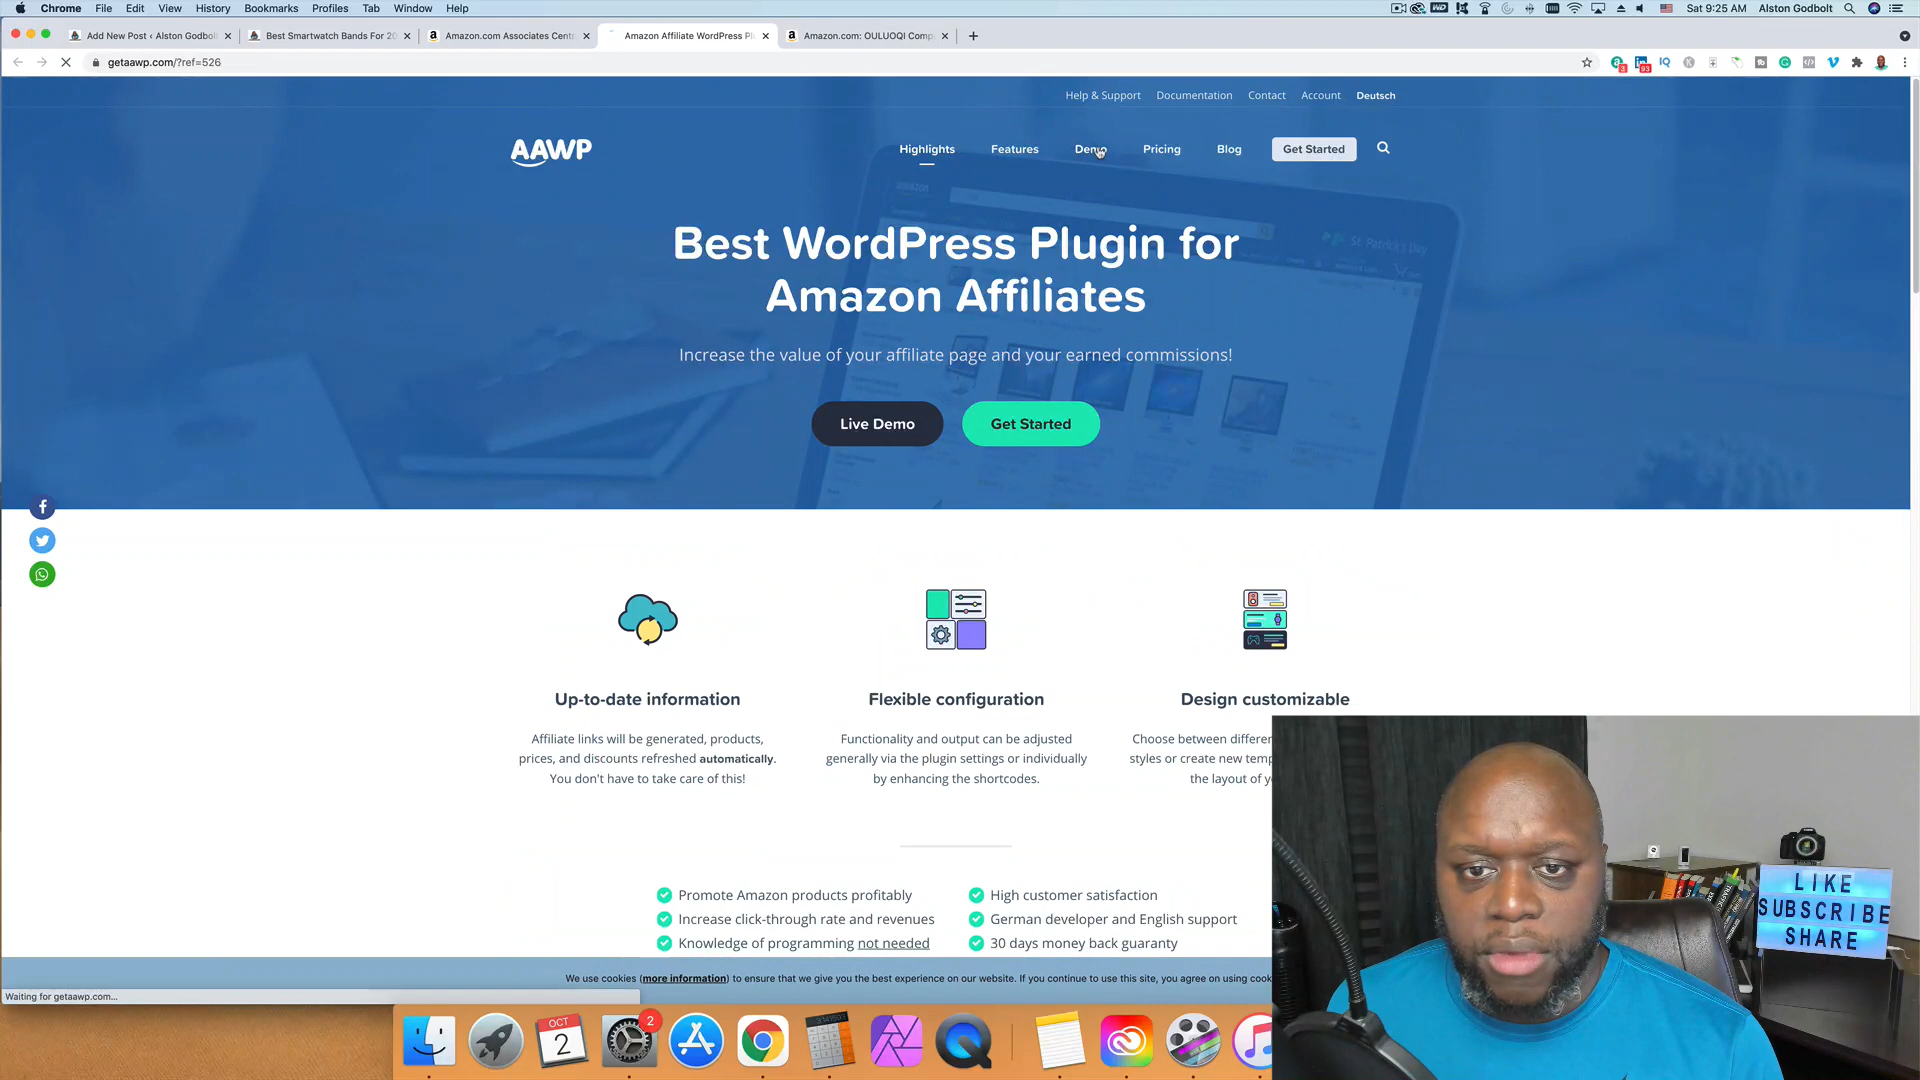 Chrome File Edit View History Bookmarks Profiles Tab Window Help
Sat 9:25 AM Alston Godbolt
Add New Post ‹ Alston Godbo
Best Smartwatch Bands For 20
Amazon.com Associates Centr
Amazon Affiliate WordPress Pl
Amazon.com: OULUOQI Comp
getaawp.com/?ref=526
Help & Support Documentation Contact Account Deutsch
AAWP
Highlights Features Demo Pricing Blog Get Started
Best WordPress Plugin for
Amazon Affiliates
Increase the value of your affiliate page and your earned commissions!
Live Demo Get Started
Up-to-date information
Affiliate links will be generated, products,
prices, and discounts refreshed automatically.
You don't have to take care of this!
Flexible configuration
Functionality and output can be adjusted
generally via the plugin settings or individually
by enhancing the shortcodes.
Design customizable
Choose between differen
styles or create new temp
the layout of y
Promote Amazon products profitably
Increase click-through rate and revenues
Knowledge of programming not needed
High customer satisfaction
German developer and English support
30 days money back guaranty
We use cookies (more information) to ensure that we give you the best experience on our website. If you continue to use this site, you agree on using cook
Waiting for getaawp.com...
OCT
2
2
LIKE
SUBSCRIBE
SHARE